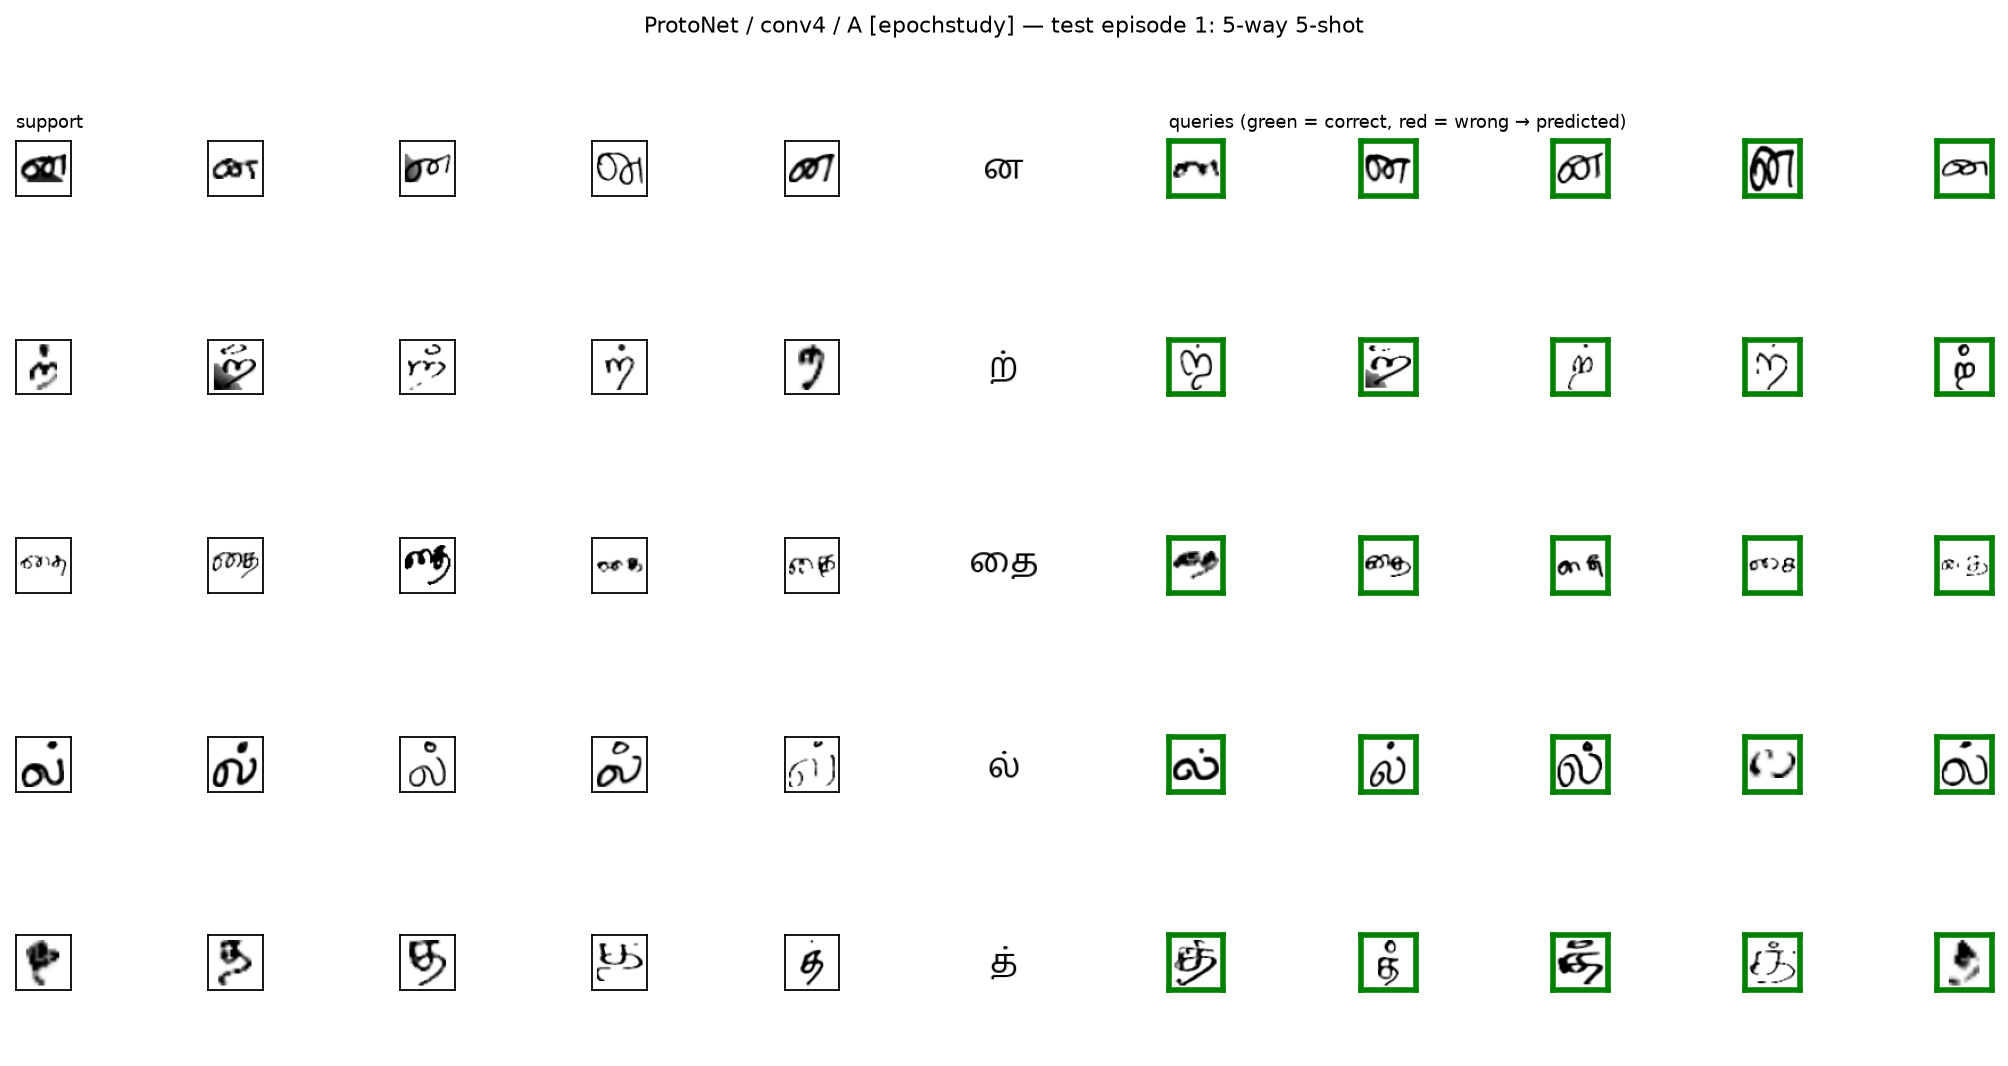 ProtoNet / conv4 / A [epochstudy] — test episode 1: 5-way 5-shot
support queries (green = correct, red = wrong → predicted)
ன ன ன ன ன ன ன ன ன ன ன
ற் ற் ற் ற் ற் ற் ற் ற் ற் ற் ற்
தை தை தை தை தை தை தை தை தை தை தை
ல் ல் ல் ல் ல் ல் ல் ல் ல் ல்
த் த் த் த் த் த் த்